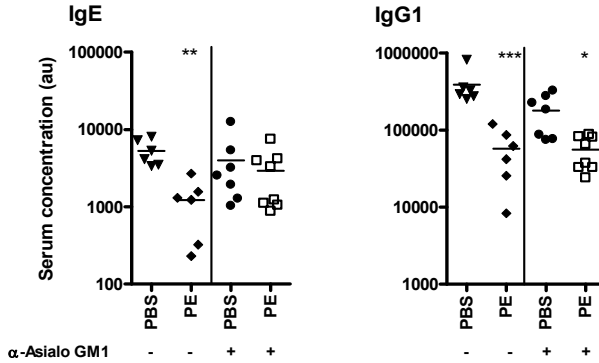 IgE
IgG1
Serum concentration (au)
100000
10000
1000
100
**
1000000
100000
10000
1000
***
*
PBS
PE
PBS
PE
PBS
PE
PBS
PE
α-Asialo GM1 - - + + - - + +